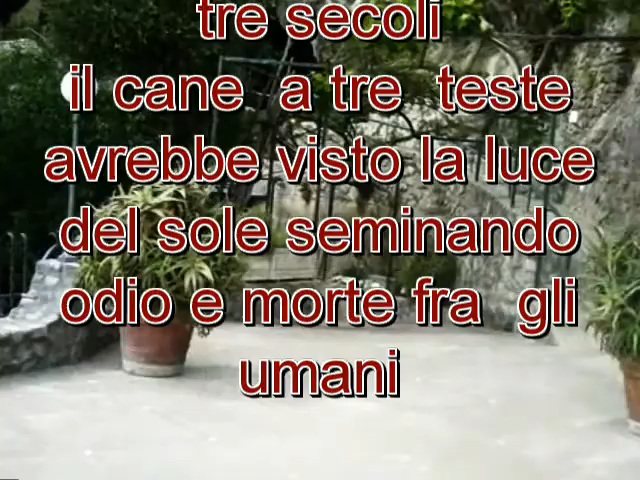 tre secoli
il cane a tre teste
avrebbe visto la luce
del sole seminando
odio e morte fra gli
umani